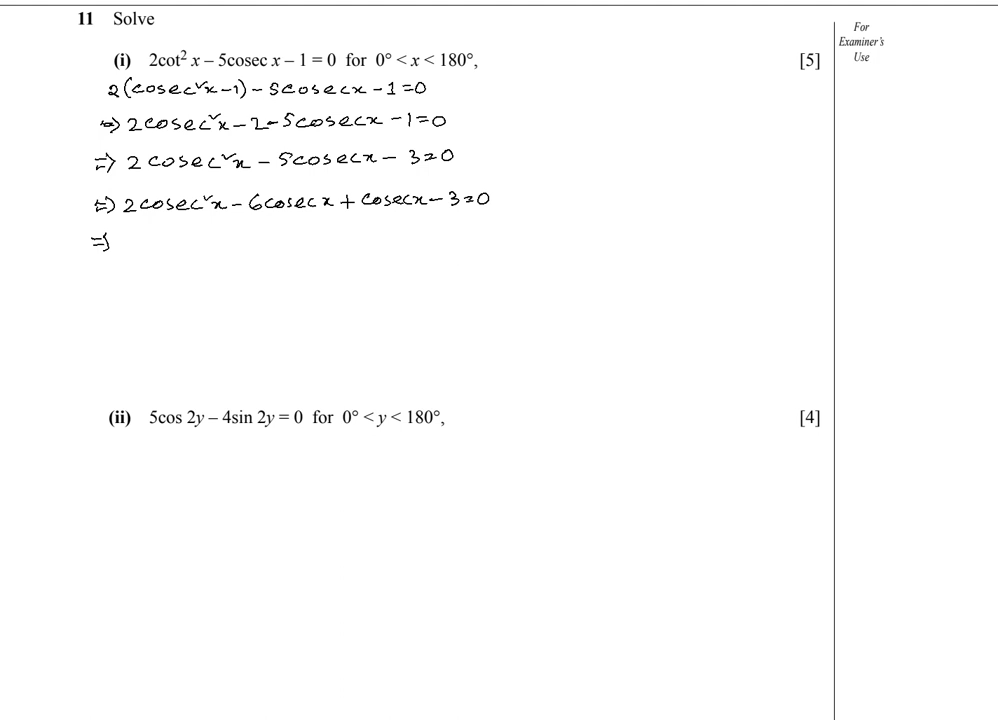 11 Solve
For
Examiner's
Use
(i) 2cot² x – 5cosec x – 1 = 0 for 0° < x < 180°, [5]
2(cosec²x-1) - 5cosecx - 1 = 0
=> 2cosec²x - 2 - 5cosecx - 1 = 0
=> 2cosec²x - 5cosecx - 3 = 0
=> 2cosec²x - 6cosecx + cosecx - 3 = 0
=>
(ii) 5cos 2y – 4sin 2y = 0 for 0° < y < 180°, [4]